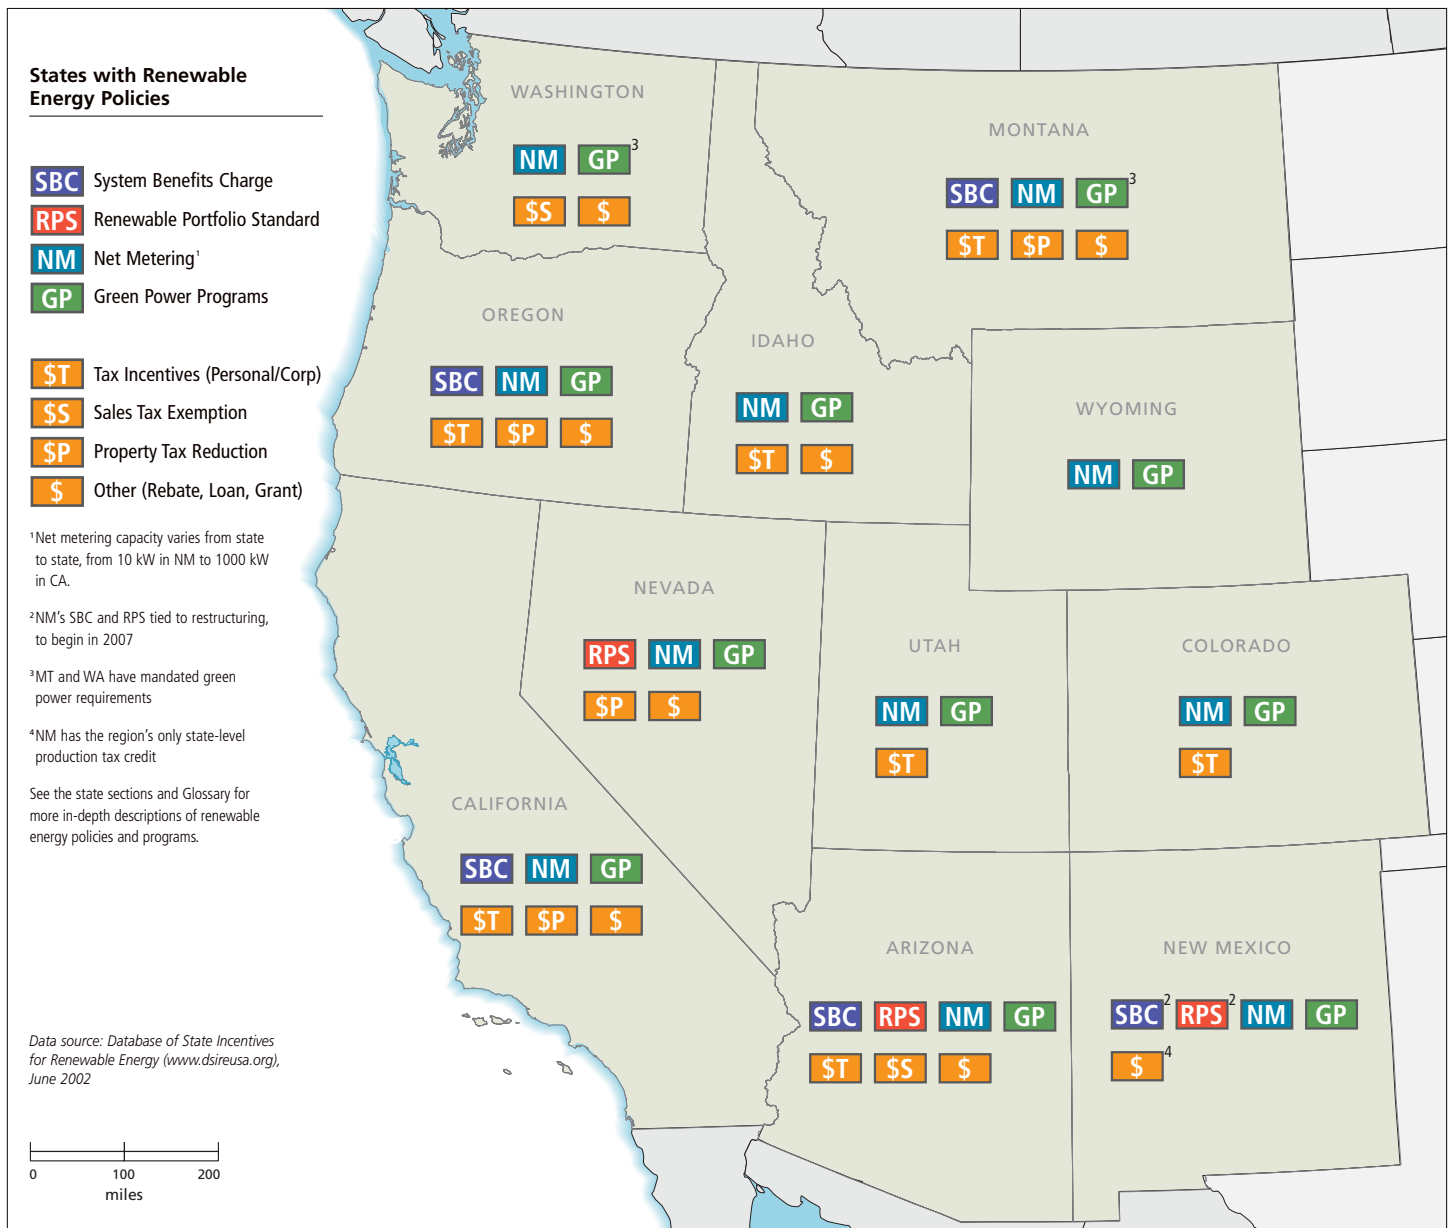 States with Renewable
Energy Policies
SBC System Benefits Charge
RPS Renewable Portfolio Standard
NM Net Metering¹
GP Green Power Programs
$T Tax Incentives (Personal/Corp)
$S Sales Tax Exemption
$P Property Tax Reduction
$ Other (Rebate, Loan, Grant)
¹Net metering capacity varies from state
to state, from 10 kW in NM to 1000 kW
in CA.
²NM's SBC and RPS tied to restructuring,
to begin in 2007
³MT and WA have mandated green
power requirements
⁴NM has the region's only state-level
production tax credit
See the state sections and Glossary for
more in-depth descriptions of renewable
energy policies and programs.
Data source: Database of State Incentives
for Renewable Energy (www.dsireusa.org),
June 2002
0 100 200
miles
WASHINGTON
NM GP³
$S $
MONTANA
SBC NM GP³
$T $P $
OREGON
SBC NM GP
$T $P $
IDAHO
NM GP
$T $
WYOMING
NM GP
NEVADA
RPS NM GP
$P $
UTAH
NM GP
$T
COLORADO
NM GP
$T
CALIFORNIA
SBC NM GP
$T $P $
ARIZONA
SBC RPS NM GP
$T $S $
NEW MEXICO
SBC² RPS² NM GP
$⁴